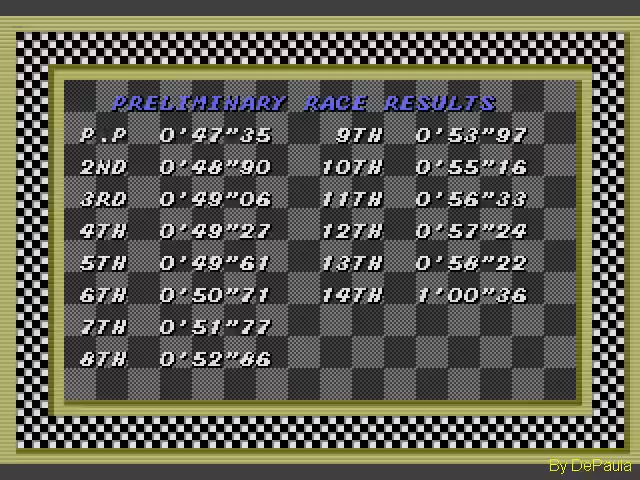 PRELIMINARY RACE RESULTS
P.P 0'47"35 9TH 0'53"97
2ND 0'48"90 10TH 0'55"16
3RD 0'49"06 11TH 0'56"33
4TH 0'49"27 12TH 0'57"24
5TH 0'49"61 13TH 0'58"22
6TH 0'50"71 14TH 1'00"36
7TH 0'51"77
8TH 0'52"86
By DePaula